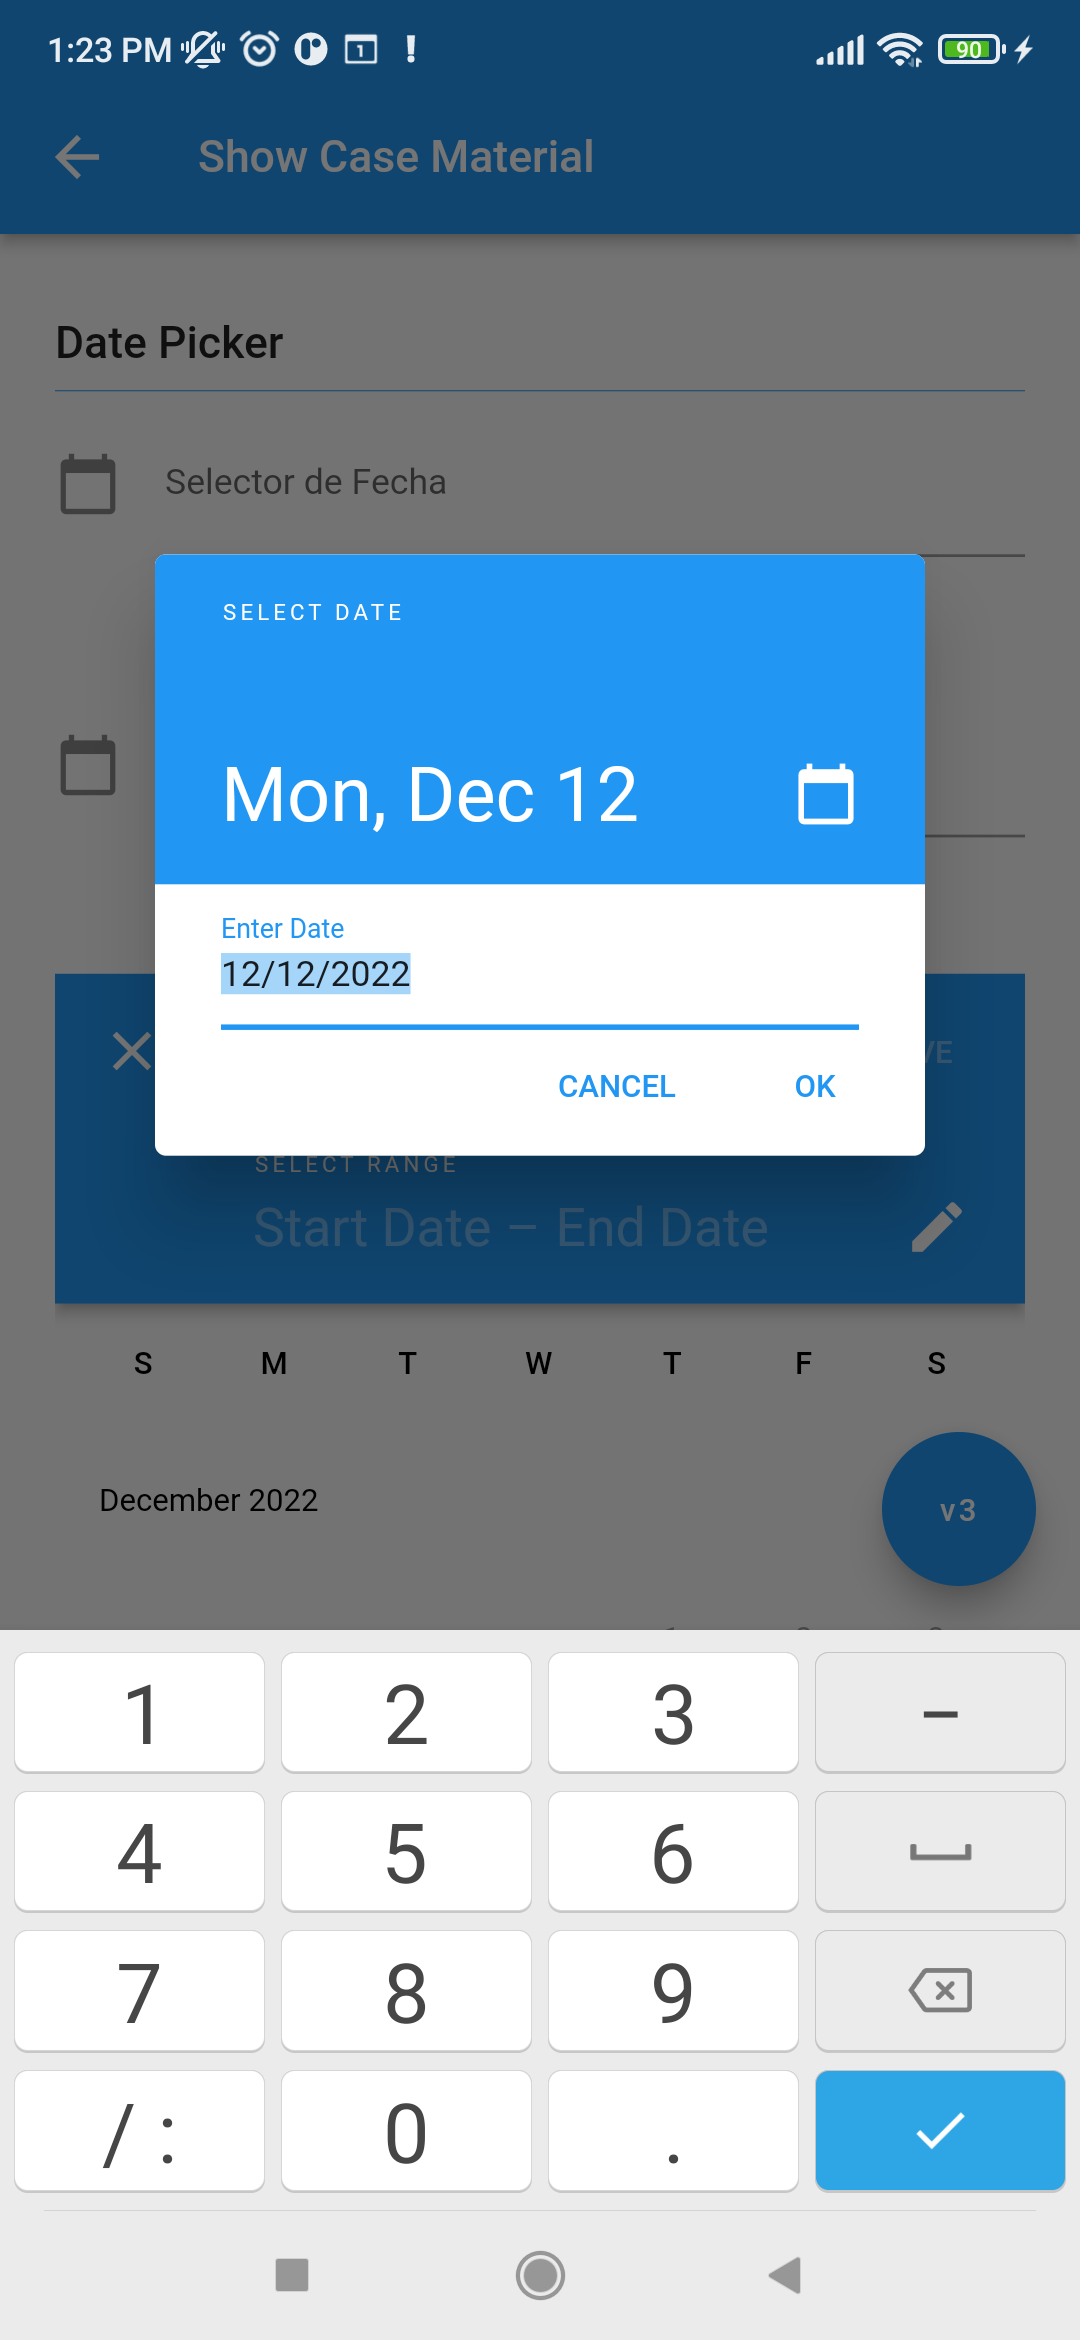 1:23 PM 1 ! 90
Show Case Material
Date Picker
Selector de Fecha
SELECT DATE
Mon, Dec 12
Enter Date
12/12/2022
VE
CANCEL OK
SELECT RANGE
Start Date – End Date
S M T W T F S
December 2022
v3
1 2 3 –
4 5 6
7 8 9
/ : 0 .